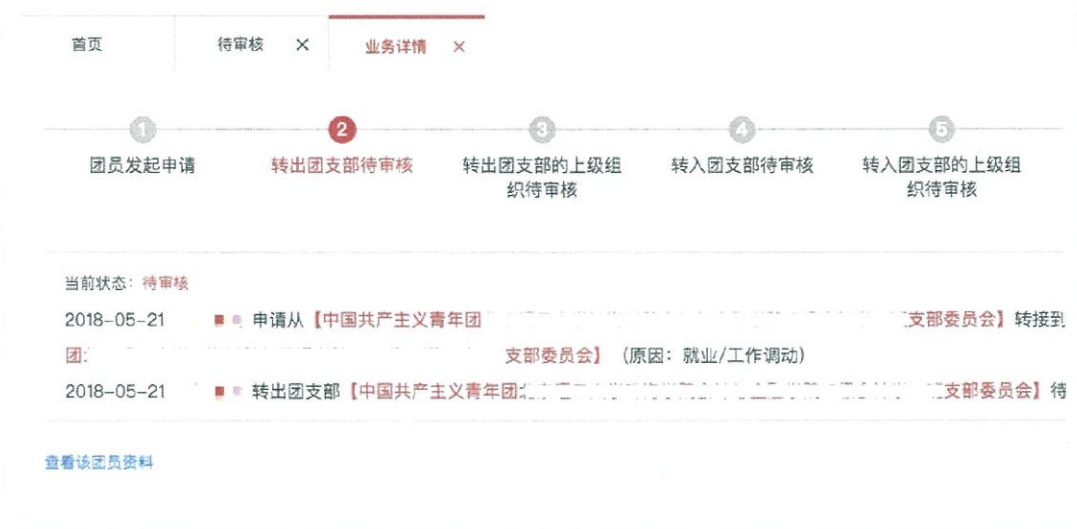 首页 待审核 × 业务详情 ×
1 2 3 4 5
团员发起申请 转出团支部待审核 转出团支部的上级组 转入团支部待审核 转入团支部的上级组
织待审核 织待审核
当前状态：待审核
2018-05-21 申请从【中国共产主义青年团 支部委员会】转接到
团 支部委员会】（原因：就业/工作调动）
2018-05-21 转出团支部【中国共产主义青年团 支部委员会】待
查看该团员资料